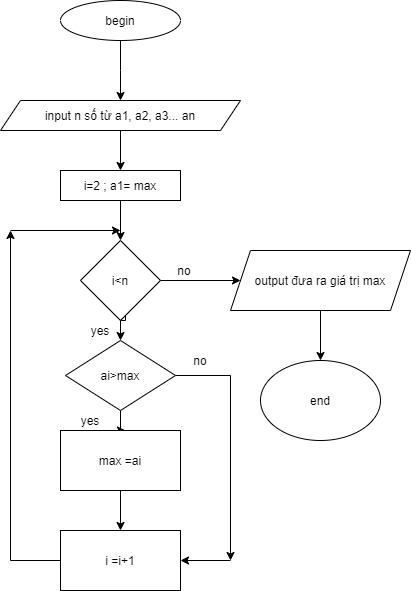 begin
input n số từ a1, a2, a3... an
i=2 ; a1= max
i<n
no
output đưa ra giá trị max
yes
ai>max
no
end
yes
max =ai
i =i+1